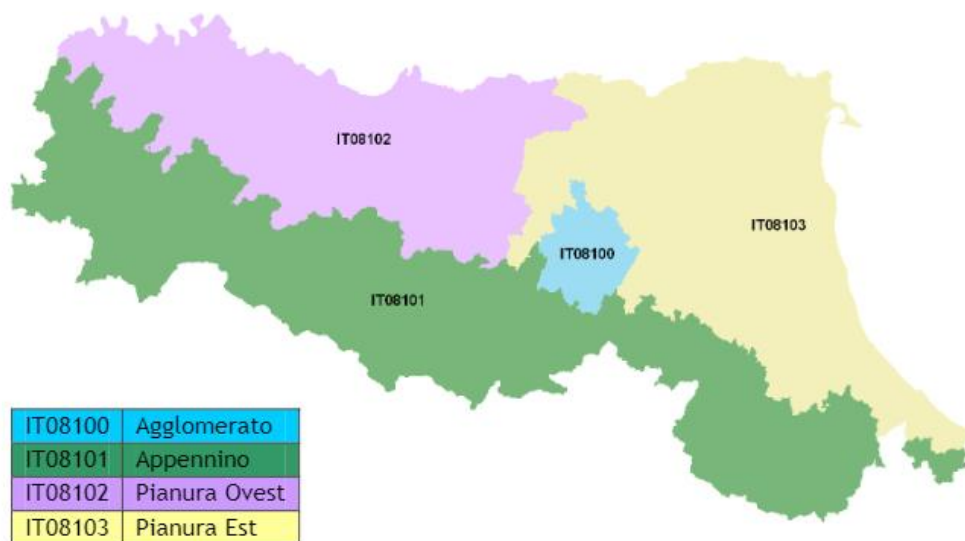 IT08102
IT08103
IT08100
IT08101
IT08100 Agglomerato
IT08101 Appennino
IT08102 Pianura Ovest
IT08103 Pianura Est